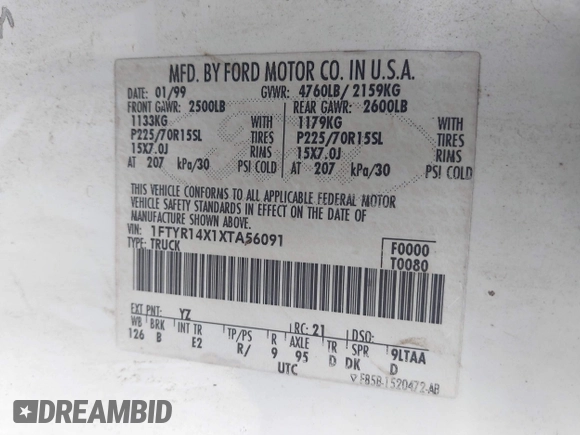 MFD. BY FORD MOTOR CO. IN U.S.A.
DATE: 01/99 GVWR: 4760LB/ 2159KG
FRONT GAWR: 2500LB REAR GAWR: 2600LB
1133KG WITH 1179KG WITH
P225/70R15SL TIRES P225/70R15SL TIRES
15X7.0J RIMS 15X7.0J RIMS
AT 207 kPa/30 PSI COLD AT 207 kPa/30 PSI COLD
THIS VEHICLE CONFORMS TO ALL APPLICABLE FEDERAL MOTOR
VEHICLE SAFETY STANDARDS IN EFFECT ON THE DATE OF
MANUFACTURE SHOWN ABOVE.
VIN: 1FTYR14X1XTA56091 F0000
TYPE: TRUCK T0080
EXT PNT: YZ RC: 21 DSO:
WB BRK INT TR TP/PS R AXLE TR SPR 9LTAA
126 B E2 R/ 9 95 D DK D
UTC F85B-1520472-AB
DREAMBID